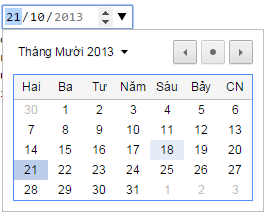 21/10/2013
Tháng Mười 2013
Hai Ba Tư Năm Sáu Bảy CN
30 1 2 3 4 5 6
7 8 9 10 11 12 13
14 15 16 17 18 19 20
21 22 23 24 25 26 27
28 29 30 31 1 2 3